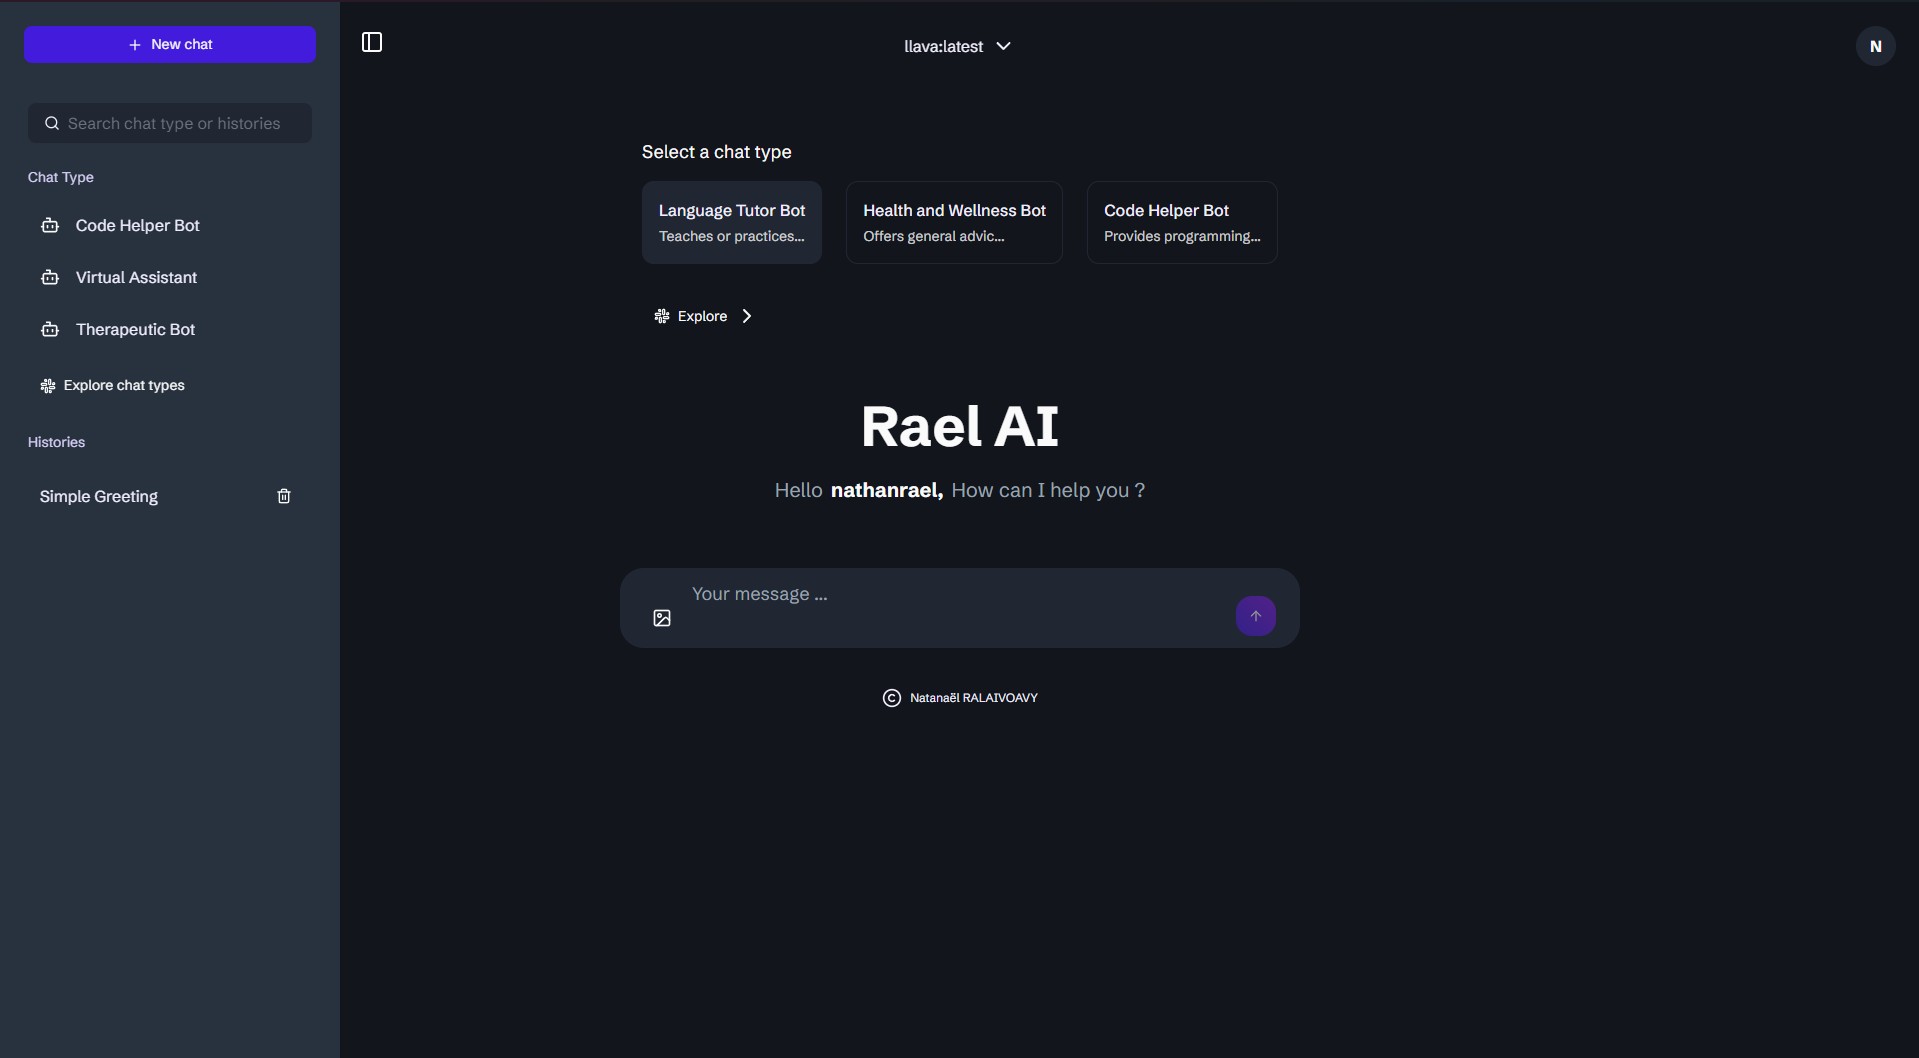 New chat
Search chat type or histories
Chat Type
Code Helper Bot
Virtual Assistant
Therapeutic Bot
Explore chat types
Histories
Simple Greeting
llava:latest
N
Select a chat type
Language Tutor Bot
Teaches or practices...
Health and Wellness Bot
Offers general advic...
Code Helper Bot
Provides programming...
Explore
Rael AI
Hello nathanrael, How can I help you ?
Your message ...
© Natanaël RALAIVOAVY